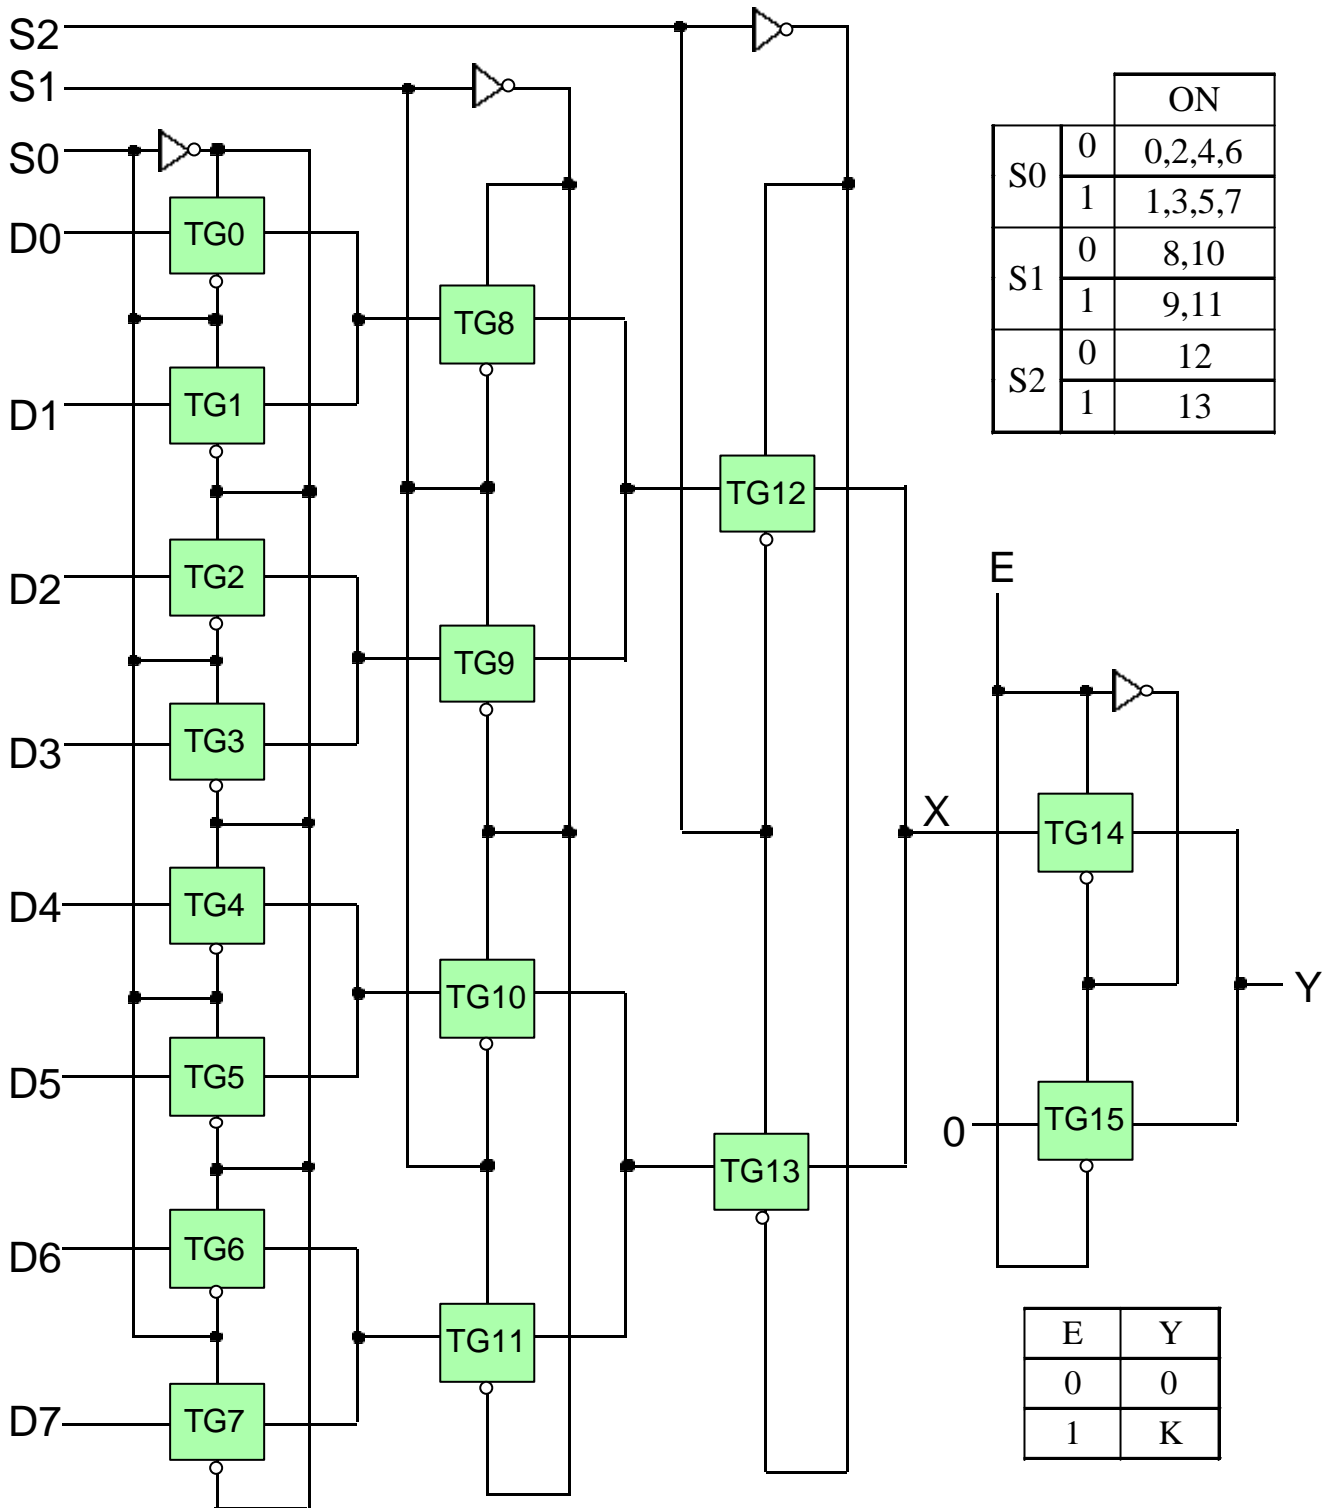 S2
S1
S0
D0
D1
D2
D3
D4
D5
D6
D7
TG0
TG1
TG2
TG3
TG4
TG5
TG6
TG7
TG8
TG9
TG10
TG11
TG12
TG13
X
E
TG14
0
TG15
Y
ON
S0 0 0,2,4,6
1 1,3,5,7
S1 0 8,10
1 9,11
S2 0 12
1 13
E Y
0 0
1 K